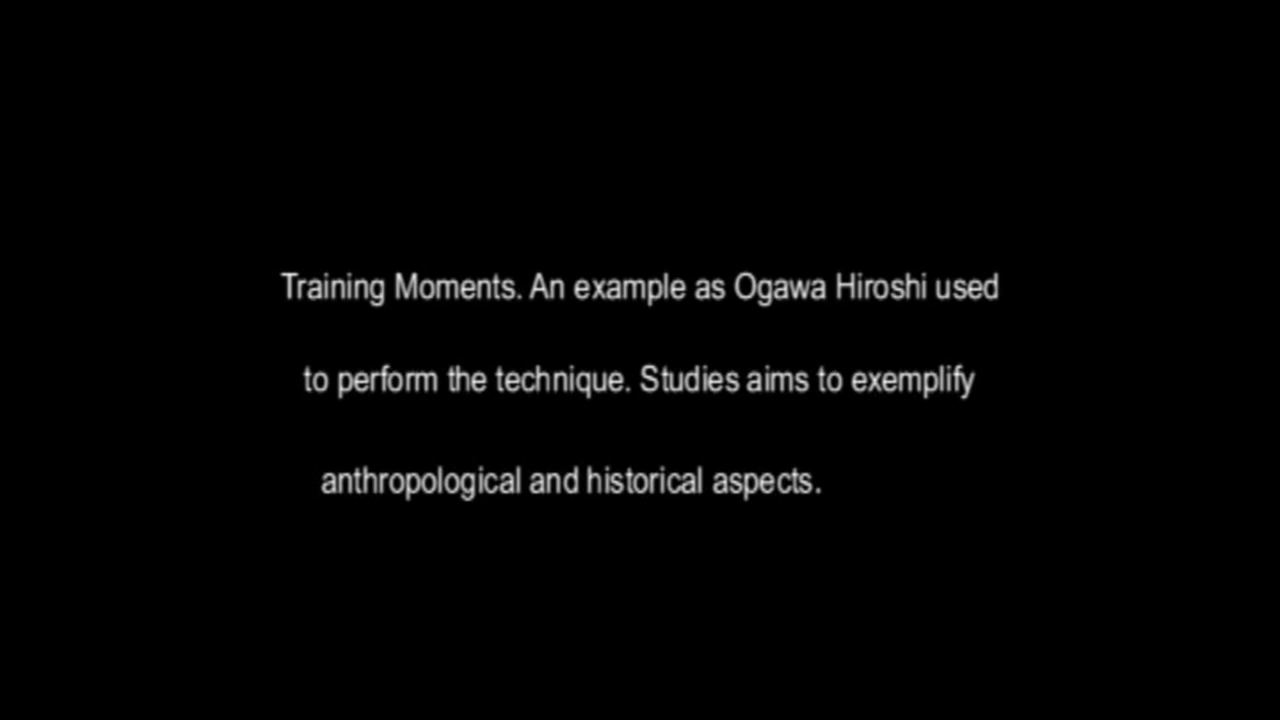 Training Moments. An example as Ogawa Hiroshi used
to perform the technique. Studies aims to exemplify
anthropological and historical aspects.